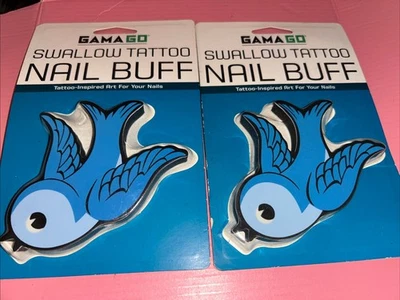 GAMAGO
SWALLOW TATTOO
NAIL BUFF
Tattoo-Inspired Art For Your Nails
GAMAGO
SWALLOW TATTOO
NAIL BUFF
Tattoo-Inspired Art For Your Nails